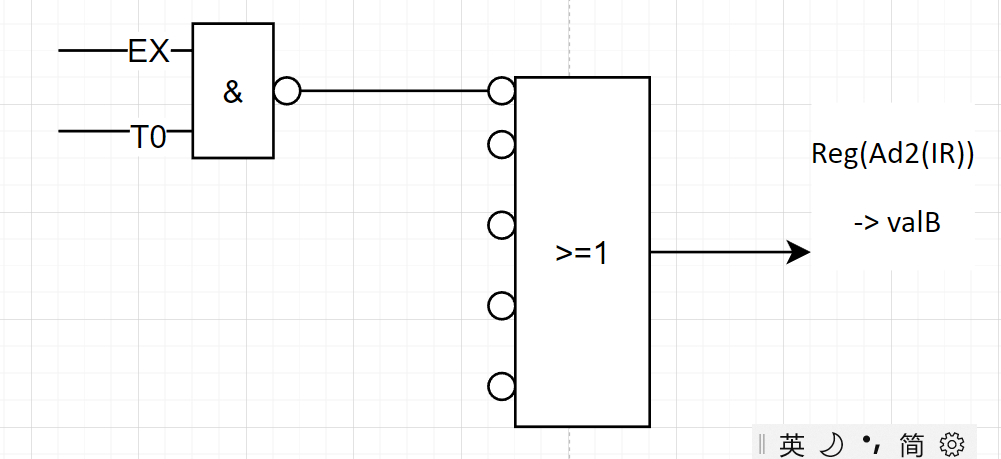 EX
&
T0
>=1
Reg(Ad2(IR))
-> valB
英 简